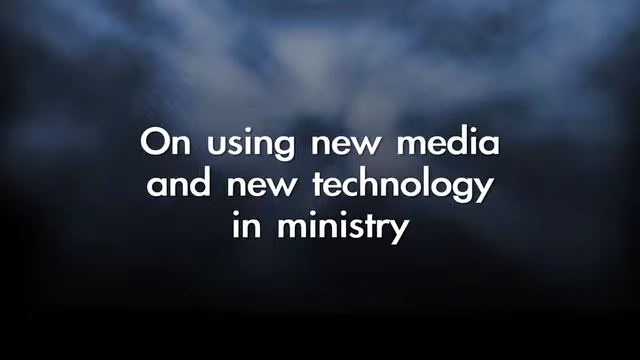 On using new media
and new technology
in ministry